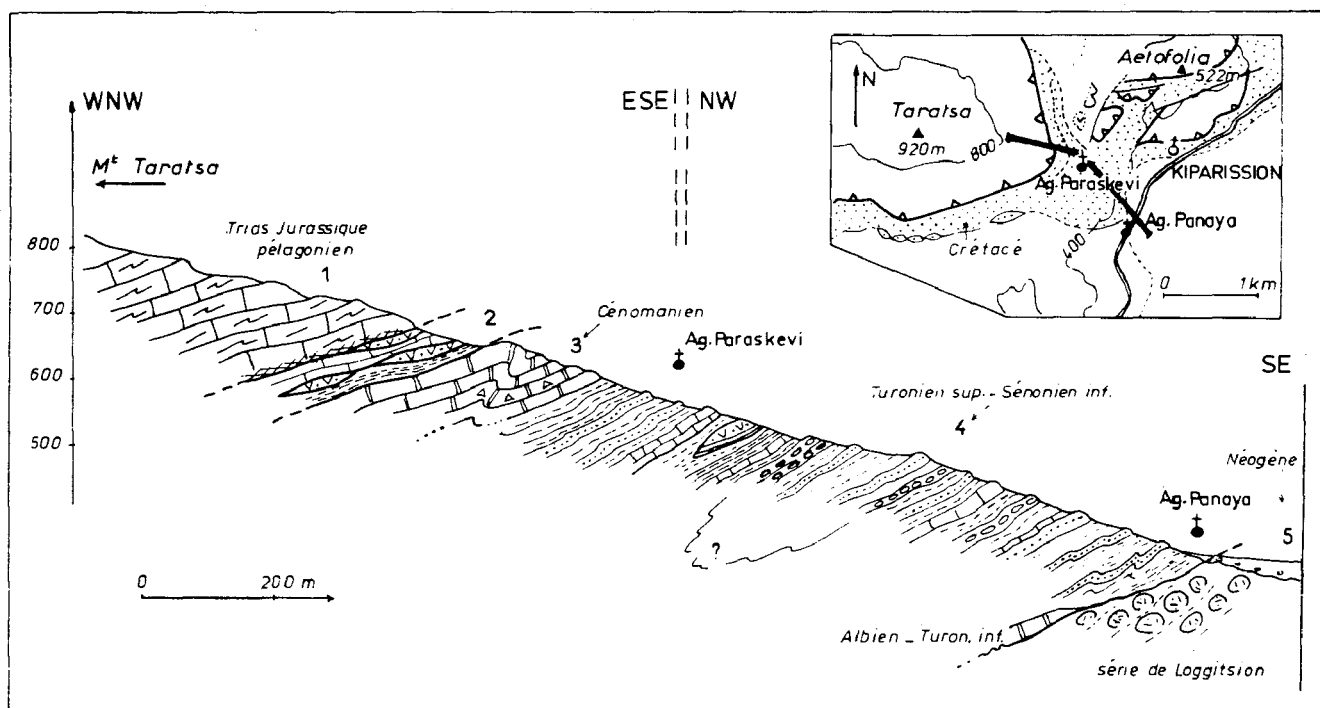 WNW
ESE
NW
Mt Taratsa
Trias Jurassique
pélagonien
1
2
3
Cénomanien
Ag. Paraskevi
800
700
600
500
Turonien sup. - Sénonien inf.
4
SE
Néogène
Ag. Panaya
5
?
0 200 m
Albien - Turon. inf.
série de Loggitsion
N
Taratsa
920m
800
Aetofolia
522m
Ag. Paraskevi
KIPARISSION
Ag. Panaya
Crétacé
400
0 1km